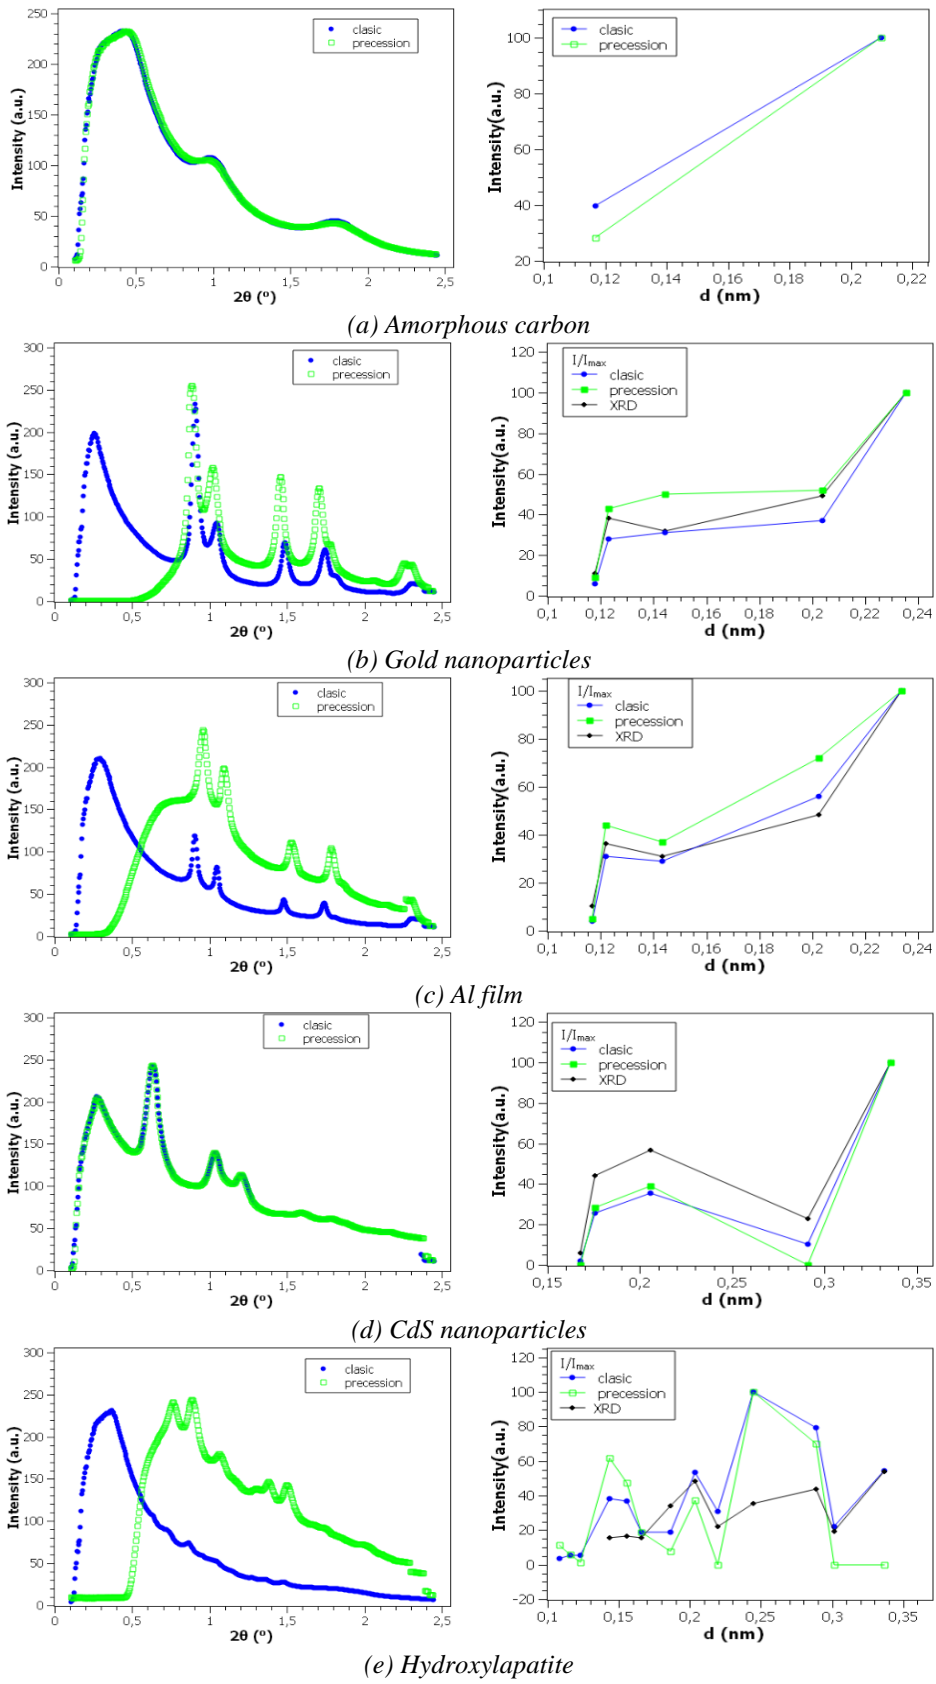 250
200
150
100
50
0
Intensity (a.u.)
clasic
precession
0
0,5
1
1,5
2
2,5
2θ (º)
100
80
60
40
20
Intensity(a.u.)
clasic
precession
0,1
0,12
0,14
0,16
0,18
0,2
0,22
d (nm)
(a) Amorphous carbon
300
250
200
150
100
50
0
Intensity (a.u.)
clasic
precession
0
0,5
1
1,5
2
2,5
2θ (º)
120
100
80
60
40
20
0
Intensity(a.u.)
I/Imax
clasic
precession
XRD
0,1
0,12
0,14
0,16
0,18
0,2
0,22
0,24
d (nm)
(b) Gold nanoparticles
300
250
200
150
100
50
0
Intensity (a.u.)
clasic
precession
0
0,5
1
1,5
2
2,5
2θ (º)
100
80
60
40
20
0
Intensity(a.u.)
I/Imax
clasic
precession
XRD
0,1
0,12
0,14
0,16
0,18
0,2
0,22
0,24
d (nm)
(c) Al film
300
250
200
150
100
50
0
Intensity (a.u.)
clasic
precession
0
0,5
1
1,5
2
2,5
2θ (º)
120
100
80
60
40
20
0
Intensity(a.u.)
I/Imax
clasic
precession
XRD
0,15
0,2
0,25
0,3
0,35
d (nm)
(d) CdS nanoparticles
300
250
200
150
100
50
0
Intensity (a.u.)
clasic
precession
0
0,5
1
1,5
2
2,5
2θ (º)
120
100
80
60
40
20
0
-20
Intensity(a.u.)
I/Imax
clasic
precession
XRD
0,1
0,15
0,2
0,25
0,3
0,35
d (nm)
(e) Hydroxylapatite